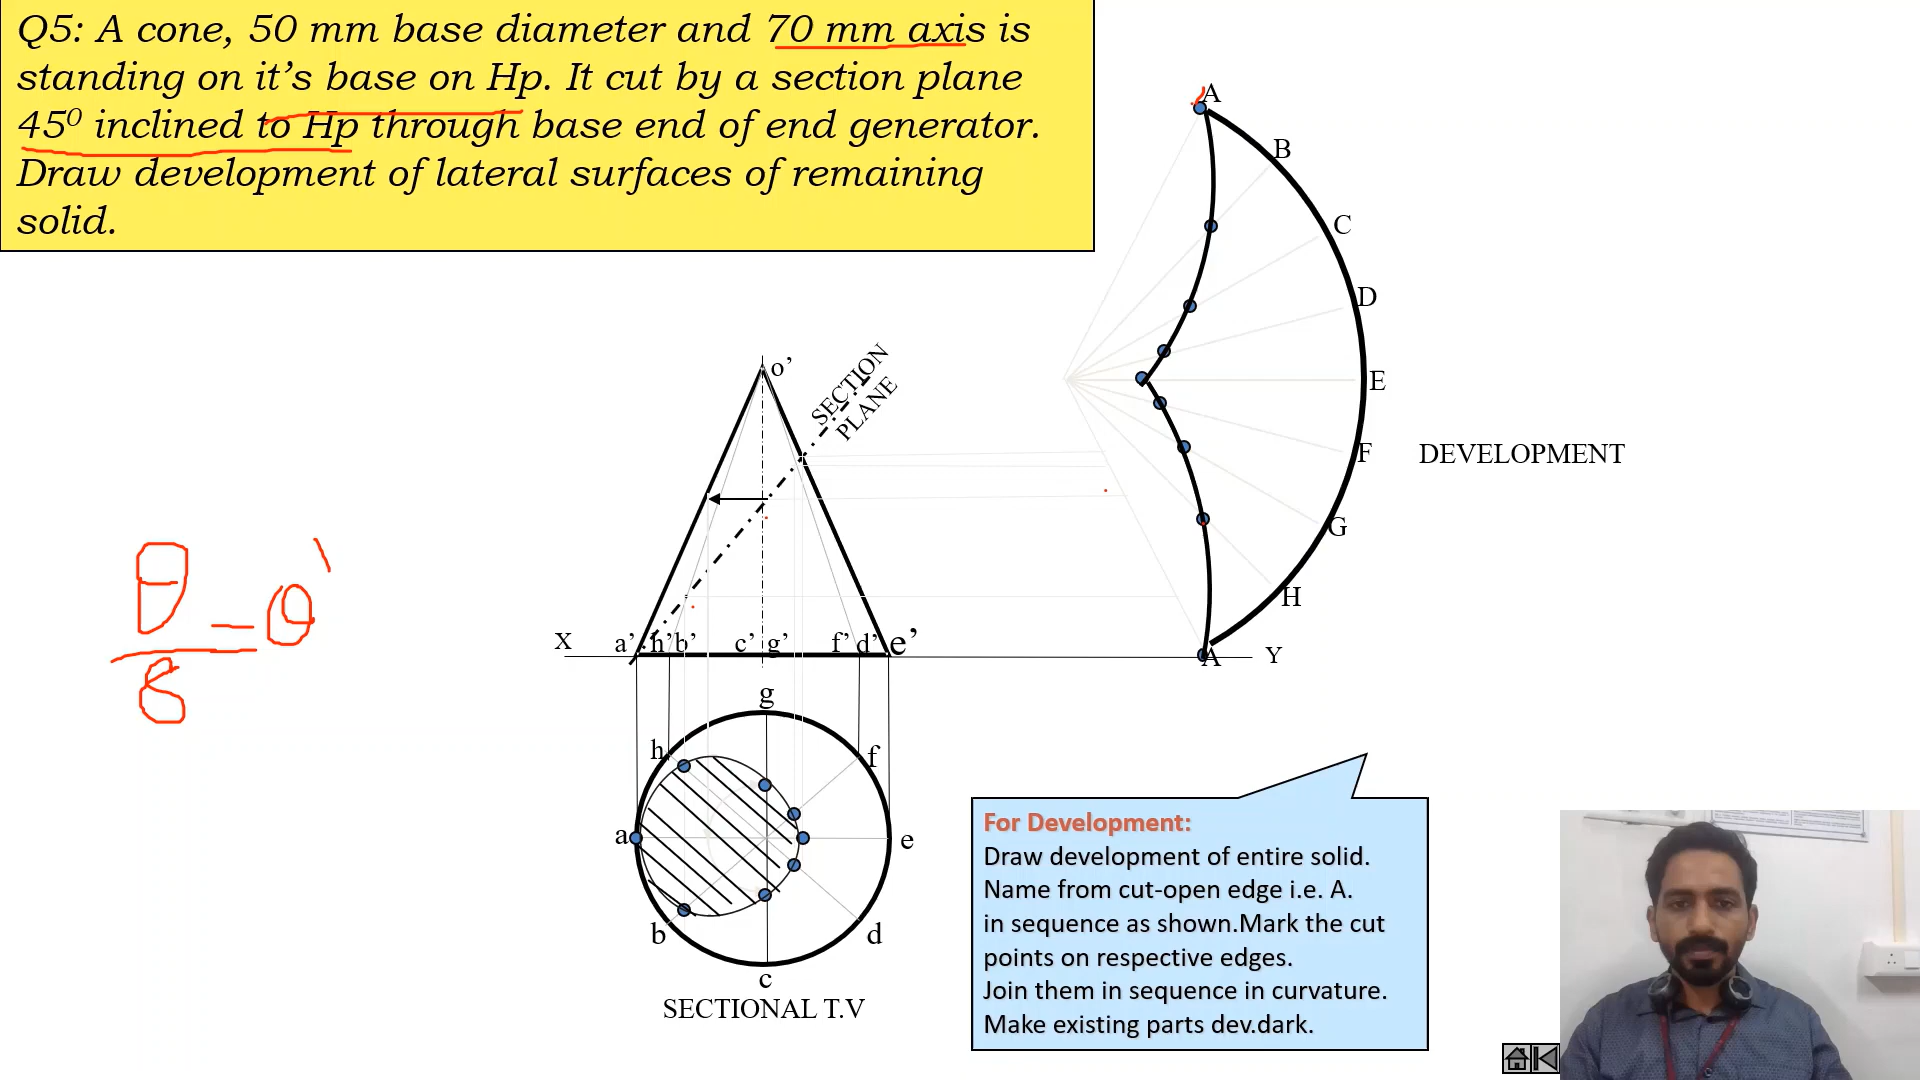 Q5: A cone, 50 mm base diameter and 70 mm axis is
standing on it's base on Hp. It cut by a section plane
45⁰ inclined to Hp through base end of end generator.
Draw development of lateral surfaces of remaining
solid.
A
B
C
D
E
F
G
H
A
DEVELOPMENT
o’
SECTION
PLANE
X
a’ h’ b’ c’ g’ f’ d’ e’
Y
g
h
f
a
e
b
d
c
SECTIONAL T.V
θ
8
For Development:
Draw development of entire solid.
Name from cut-open edge i.e. A.
in sequence as shown.Mark the cut
points on respective edges.
Join them in sequence in curvature.
Make existing parts dev.dark.